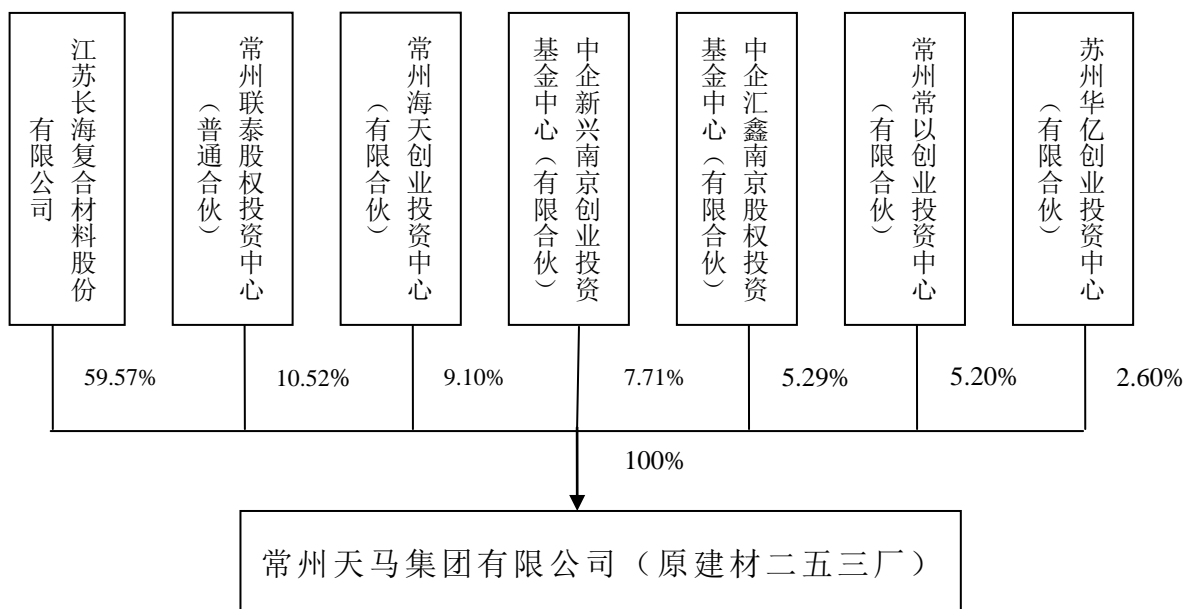 江苏长海复合材料股份
有限公司
常州联泰股权投资中心
（普通合伙）
常州海天创业投资中心
（有限合伙）
中企新兴南京创业投资
基金中心（有限合伙）
中企汇鑫南京股权投资
基金中心（有限合伙）
常州常以创业投资中心
（有限合伙）
苏州华亿创业投资中心
（有限合伙）
59.57%
10.52%
9.10%
7.71%
5.29%
5.20%
2.60%
100%
常州天马集团有限公司（原建材二五三厂）